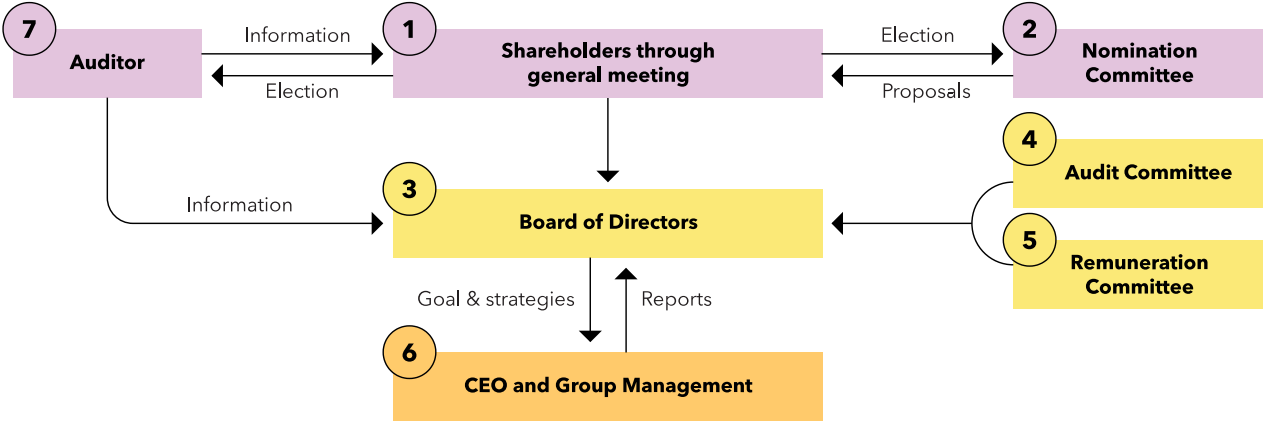 7
Auditor
Information
Election
1
Shareholders through
general meeting
Election
Proposals
2
Nomination
Committee
4
Audit Committee
3
Board of Directors
Information
5
Remuneration
Committee
Goal & strategies
Reports
6
CEO and Group Management